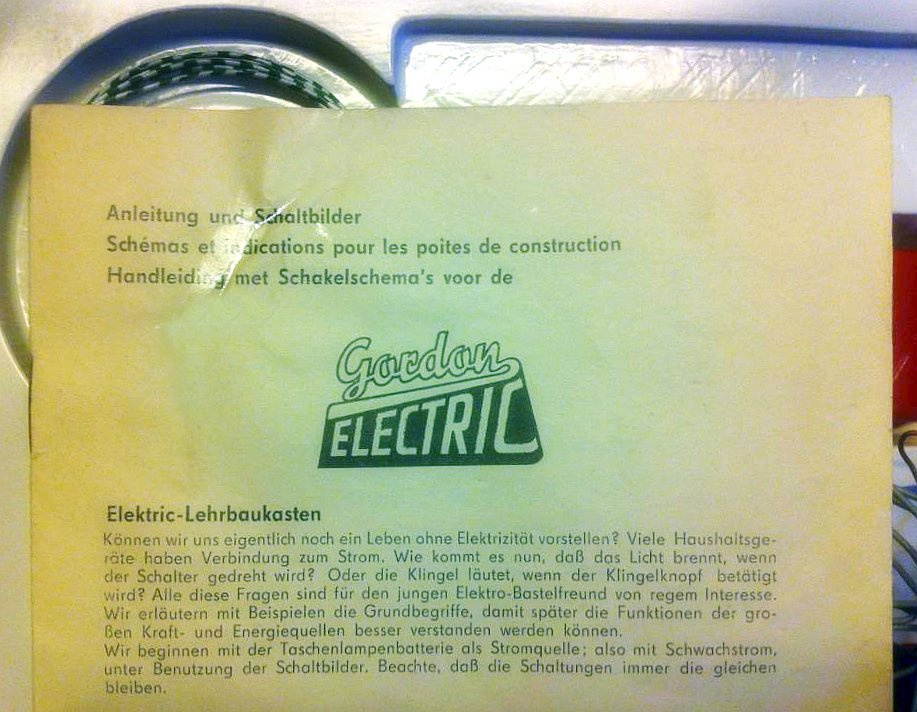 Anleitung und Schaltbilder
Schémas et indications pour les poites de construction
Handleiding met Schakelschema's voor de
Gordon
ELECTRIC
Elektric-Lehrbaukasten
Können wir uns eigentlich noch ein Leben ohne Elektrizität vorstellen? Viele Haushaltsge-
räte haben Verbindung zum Strom. Wie kommt es nun, daß das Licht brennt, wenn
der Schalter gedreht wird? Oder die Klingel läutet, wenn der Klingelknopf betätigt
wird? Alle diese Fragen sind für den jungen Elektro-Bastelfreund von regem Interesse.
Wir erläutern mit Beispielen die Grundbegriffe, damit später die Funktionen der gro-
ßen Kraft- und Energiequellen besser verstanden werden können.
Wir beginnen mit der Taschenlampenbatterie als Stromquelle; also mit Schwachstrom,
unter Benutzung der Schaltbilder. Beachte, daß die Schaltungen immer die gleichen
bleiben.